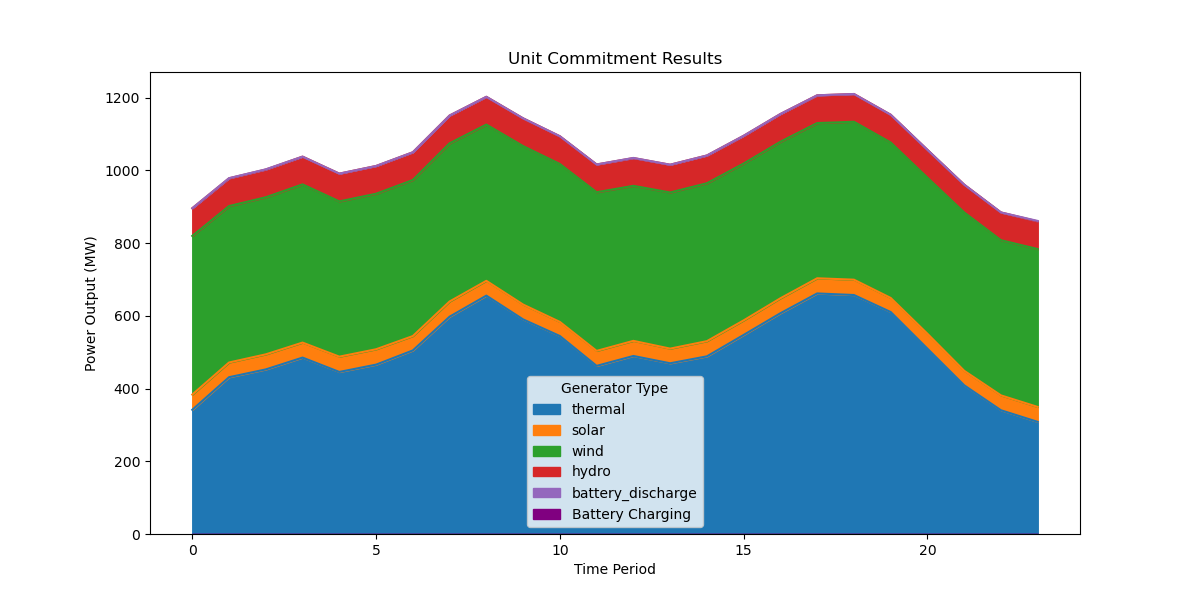 Unit Commitment Results
1200
1000
800
600
400
200
0
Power Output (MW)
Generator Type
thermal
solar
wind
hydro
battery_discharge
Battery Charging
0 5 10 15 20
Time Period